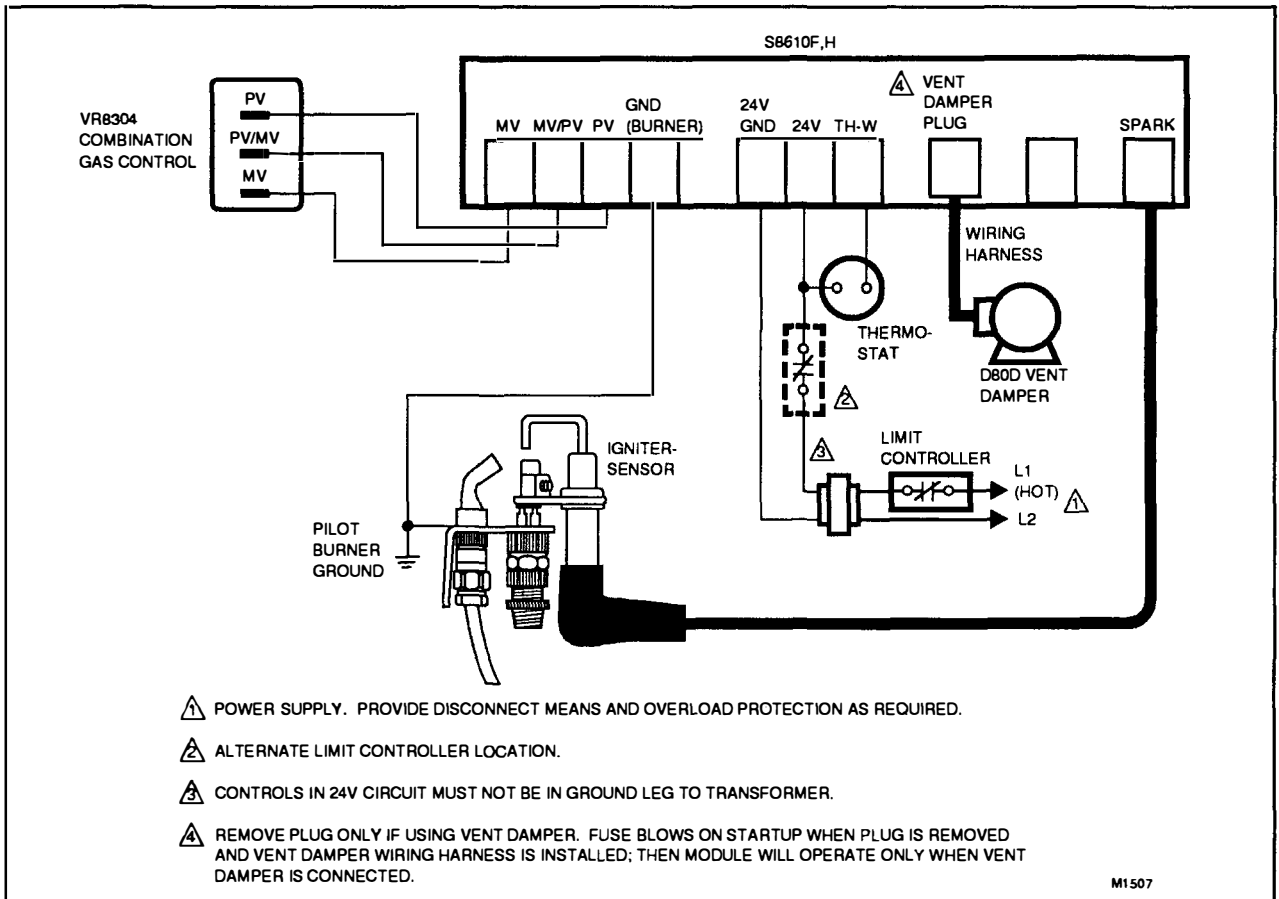 S8610F,H
VR8304
COMBINATION
GAS CONTROL
PV
PV/MV
MV
MV MV/PV PV
GND
(BURNER)
24V
GND
24V
TH-W
4 VENT
DAMPER
PLUG
SPARK
WIRING
HARNESS
THERMO-
STAT
D80D VENT
DAMPER
2
3
LIMIT
CONTROLLER
L1
(HOT)
1
L2
IGNITER-
SENSOR
PILOT
BURNER
GROUND
1 POWER SUPPLY. PROVIDE DISCONNECT MEANS AND OVERLOAD PROTECTION AS REQUIRED.
2 ALTERNATE LIMIT CONTROLLER LOCATION.
3 CONTROLS IN 24V CIRCUIT MUST NOT BE IN GROUND LEG TO TRANSFORMER.
4 REMOVE PLUG ONLY IF USING VENT DAMPER. FUSE BLOWS ON STARTUP WHEN PLUG IS REMOVED
AND VENT DAMPER WIRING HARNESS IS INSTALLED; THEN MODULE WILL OPERATE ONLY WHEN VENT
DAMPER IS CONNECTED.
M1507